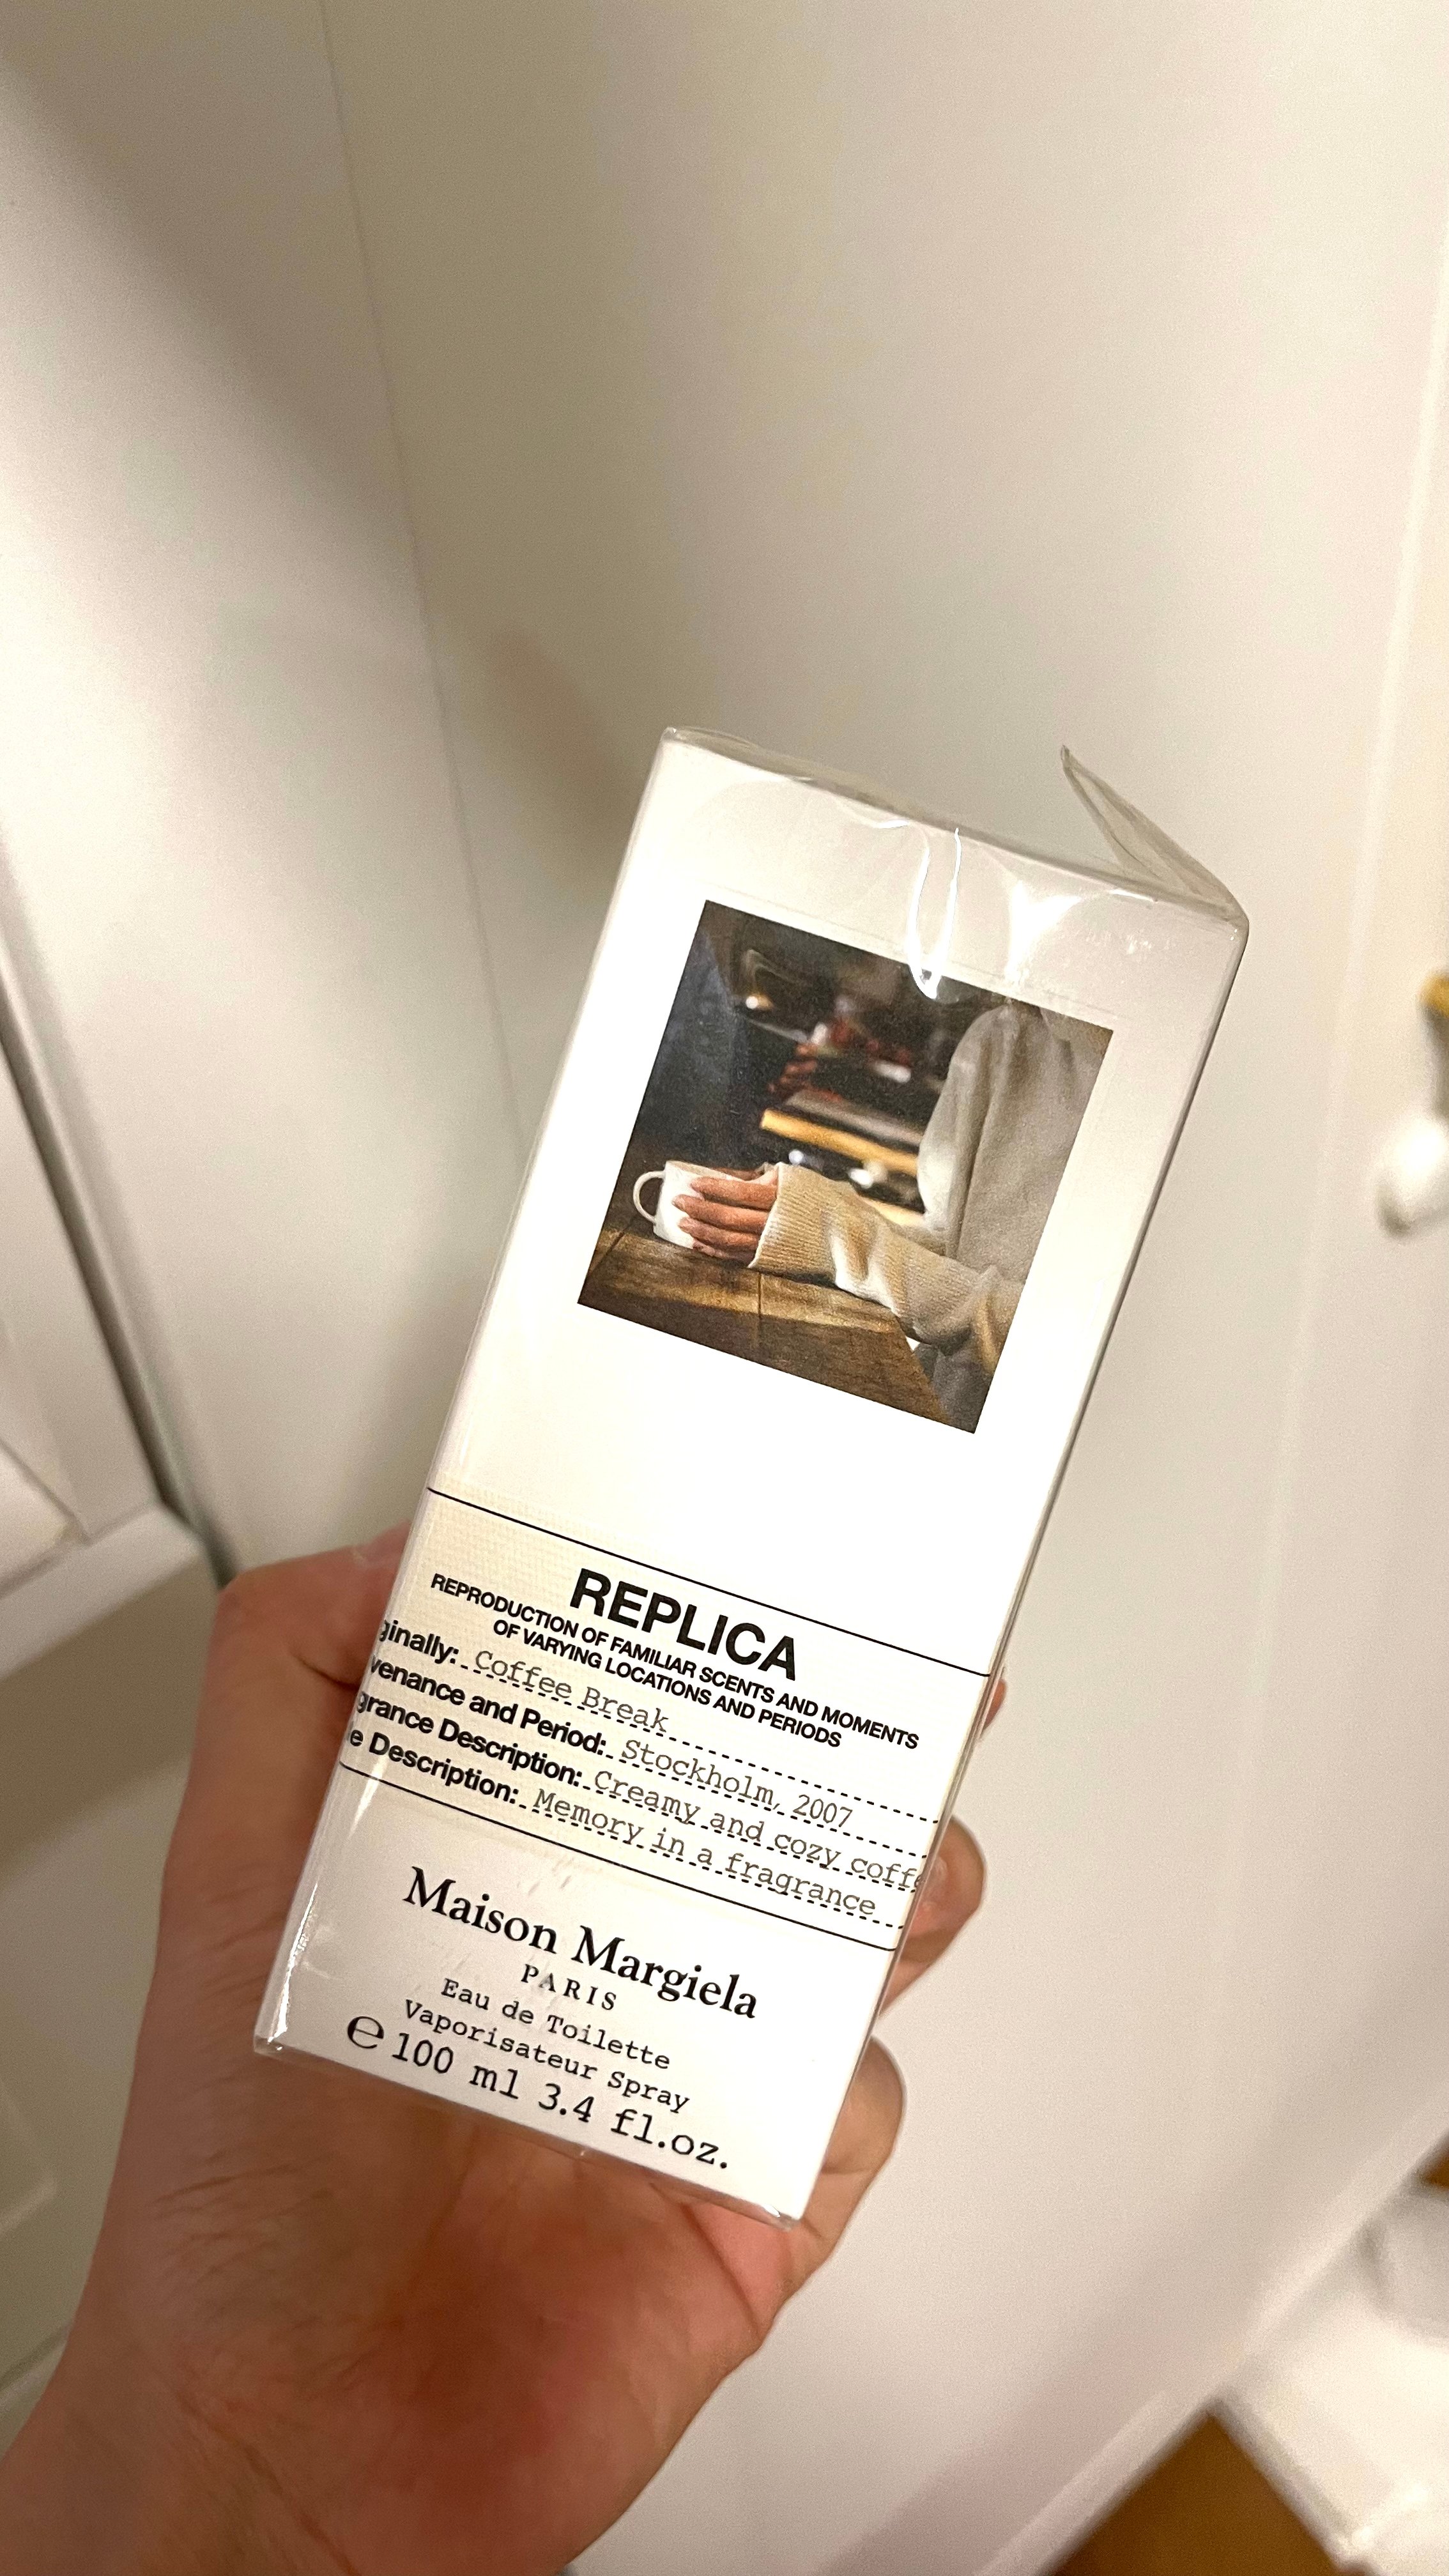 REPLICA
REPRODUCTION OF FAMILIAR SCENTS AND MOMENTS
OF VARYING LOCATIONS AND PERIODS
ginally: Coffee Break
venance and Period: Stockholm, 2007
grance Description: Creamy and cozy coffe
e Description: Memory in a fragrance
Maison Margiela
PARIS
Eau de Toilette
Vaporisateur Spray
℮ 100 ml 3.4 fl.oz.